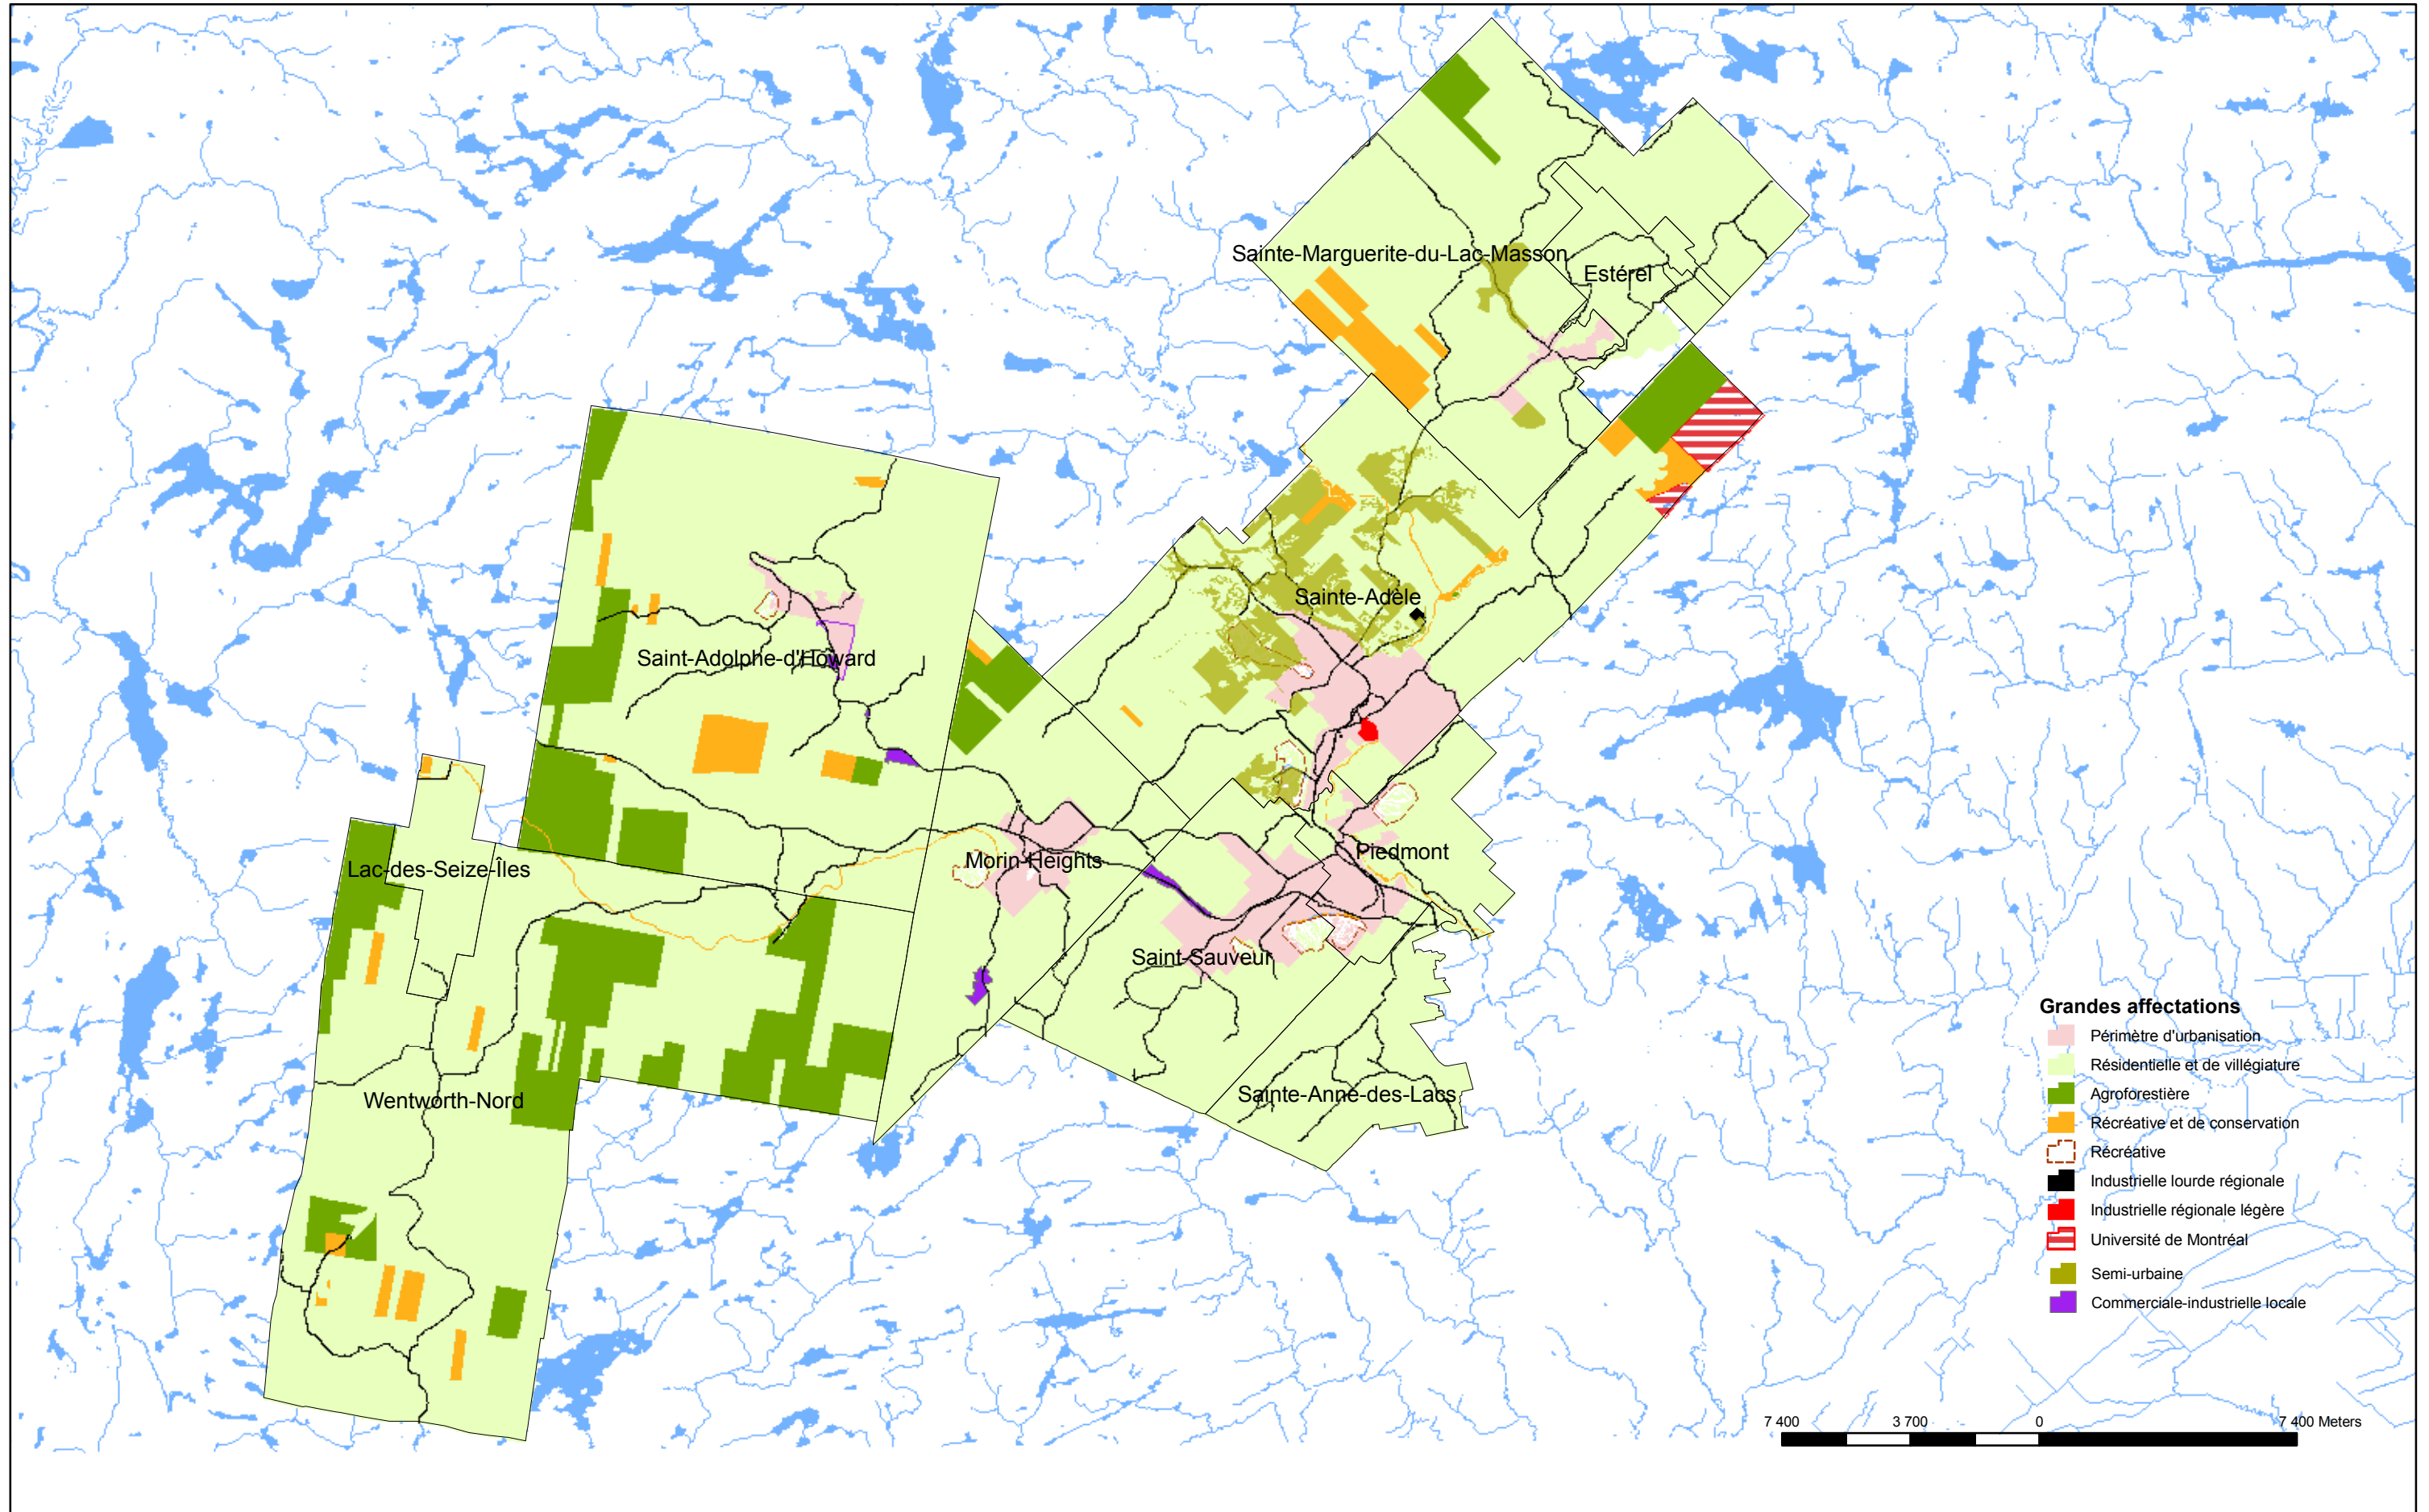 Sainte-Marguerite-du-Lac-Masson
Estérel
Sainte-Adèle
Saint-Adolphe-d'Howard
Piedmont
Morin-Heights
Lac-des-Seize-Îles
Saint-Sauveur
Sainte-Anne-des-Lacs
Wentworth-Nord
Grandes affectations
Périmètre d'urbanisation
Résidentielle et de villégiature
Agroforestière
Récréative et de conservation
Récréative
Industrielle lourde régionale
Industrielle régionale légère
Université de Montréal
Semi-urbaine
Commerciale-industrielle locale
7 400 3 700 0 7 400 Meters